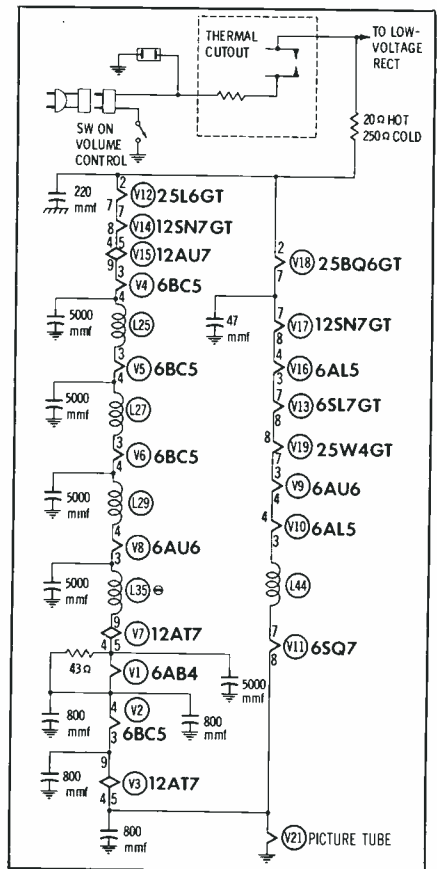 THERMAL
CUTOUT
TO LOW-
VOLTAGE
RECT
SW ON
VOLUME
CONTROL
20Ω HOT
250Ω COLD
220
mmf
2
V12 25L6GT
7
7
V14 12SN7GT
8
4 5
V15 12AU7
9
3
V4 6BC5
4
5000
mmf
L25
3
V5 6BC5
4
5000
mmf
L27
3
V6 6BC5
4
5000
mmf
L29
4
V8 6AU6
3
5000
mmf
L35
9
V7 12AT7
4 5
43Ω
V1 6AB4
5000
mmf
800
mmf
4
V2
6BC5
3
800
mmf
800
mmf
9
V3 12AT7
4 5
800
mmf
2
V18 25BQ6GT
7
47
mmf
7
V17 12SN7GT
8
4
V16 6AL5
3
7
V13 6SL7GT
8
8
V19 25W4GT
7
3
V9 6AU6
4
4
V10 6AL5
3
L44
7
V11 6SQ7
8
V21 PICTURE TUBE